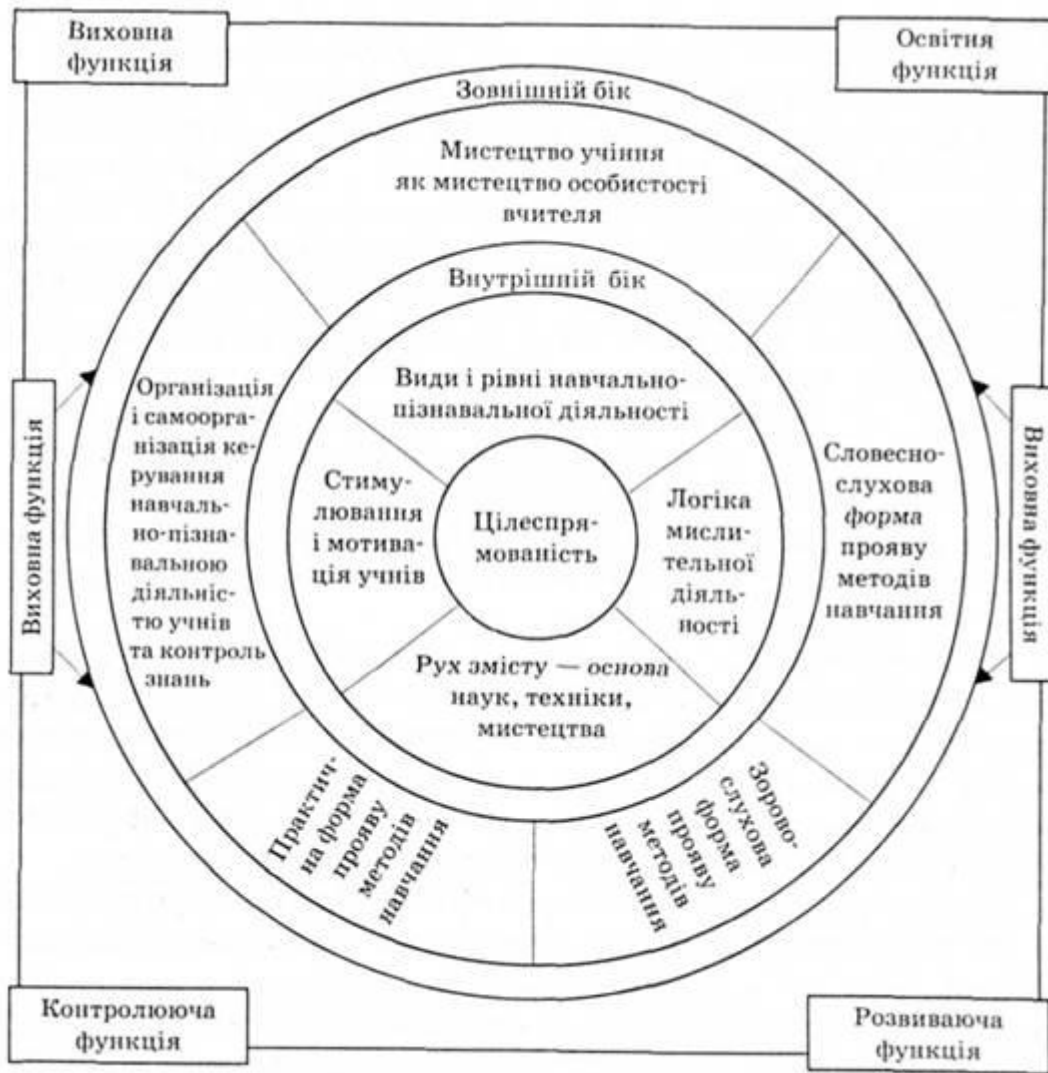 Виховна
функція
Освітня
функція
Зовнішній бік
Мистецтво учіння
як мистецтво особистості
вчителя
Внутрішній бік
Види і рівні навчально-
пізнавальної діяльності
Організація
і самоорга-
нізація ке-
рування
навчаль-
но-пізна-
вальною
діяльніс-
тю учнів
та контроль
знань
Стиму-
лювання
і мотива-
ція учнів
Цілеспря-
мованість
Логіка
мисли-
тельної
діяль-
ності
Словесно-
слухова
форма
прояву
методів
навчання
Виховна функція
Виховна функція
Рух змісту — основа
наук, техніки,
мистецтва
Практич-
на форма
прояву
методів
навчання
Зорово-
слухова
форма
прояву
методів
навчання
Контролююча
функція
Розвиваюча
функція